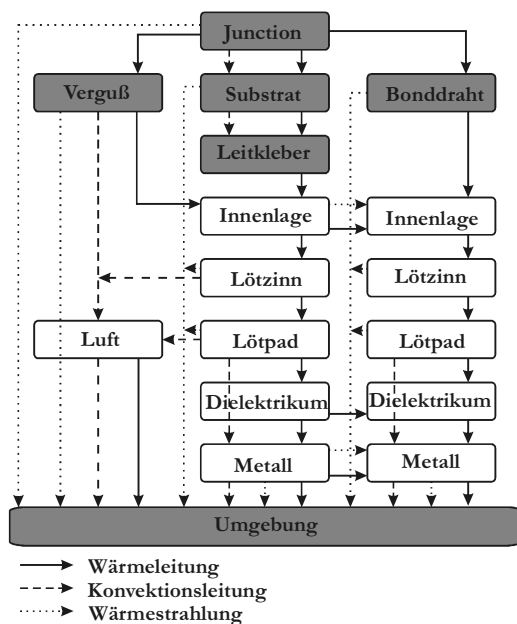 Junction
Verguß
Substrat
Bonddraht
Leitkleber
Innenlage
Innenlage
Lötzinn
Lötzinn
Luft
Lötpad
Lötpad
Dielektrikum
Dielektrikum
Metall
Metall
Umgebung
Wärmeleitung
Konvektionsleitung
Wärmestrahlung